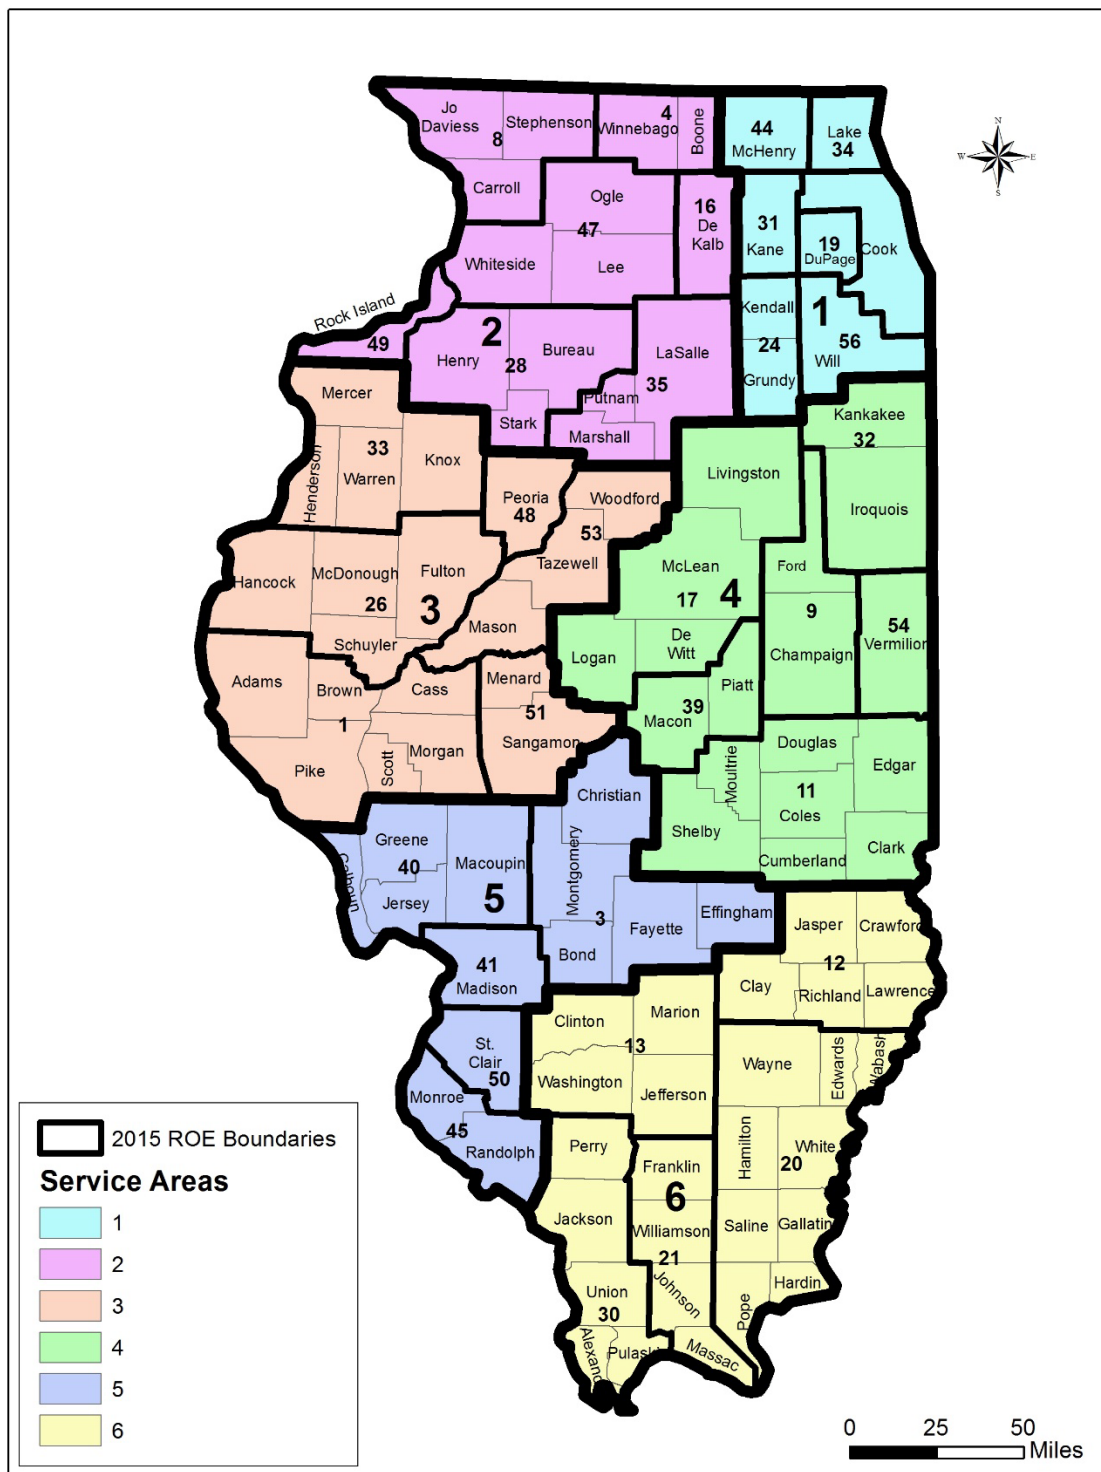 N
W
E
S
Jo
Daviess
8
Stephenson
4
Winnebago
Boone
44
McHenry
Lake
34
Carroll
Ogle
47
16
De
Kalb
31
Kane
19
DuPage
Cook
Whiteside
Lee
Rock Island
49
2
Henry
28
Bureau
LaSalle
35
Putnam
Stark
Marshall
Kendall
24
Grundy
1
56
Will
Mercer
33
Henderson
Warren
Knox
Peoria
48
Woodford
53
Tazewell
Livingston
Kankakee
32
Iroquois
Hancock
McDonough
26
Fulton
3
Schuyler
Mason
McLean
17
4
Ford
9
Champaign
54
Vermilion
Logan
De
Witt
Piatt
Adams
Brown
1
Cass
Menard
51
Sangamon
39
Macon
Pike
Scott
Morgan
Moultrie
Douglas
11
Coles
Edgar
Christian
Shelby
Cumberland
Clark
Calhoun
Greene
40
Jersey
Macoupin
5
Montgomery
3
Bond
Fayette
Effingham
Jasper
Crawford
12
41
Madison
Clay
Richland
Lawrence
Clinton
Marion
13
Washington
Jefferson
Wayne
Edwards
Wabash
St.
Clair
50
Monroe
45
Randolph
Perry
Franklin
6
Hamilton
White
20
Jackson
Williamson
21
Saline
Gallatin
Union
30
Johnson
Pope
Hardin
Pulaski
Massac
2015 ROE Boundaries
Service Areas
1
2
3
4
5
6
0 25 50
Miles